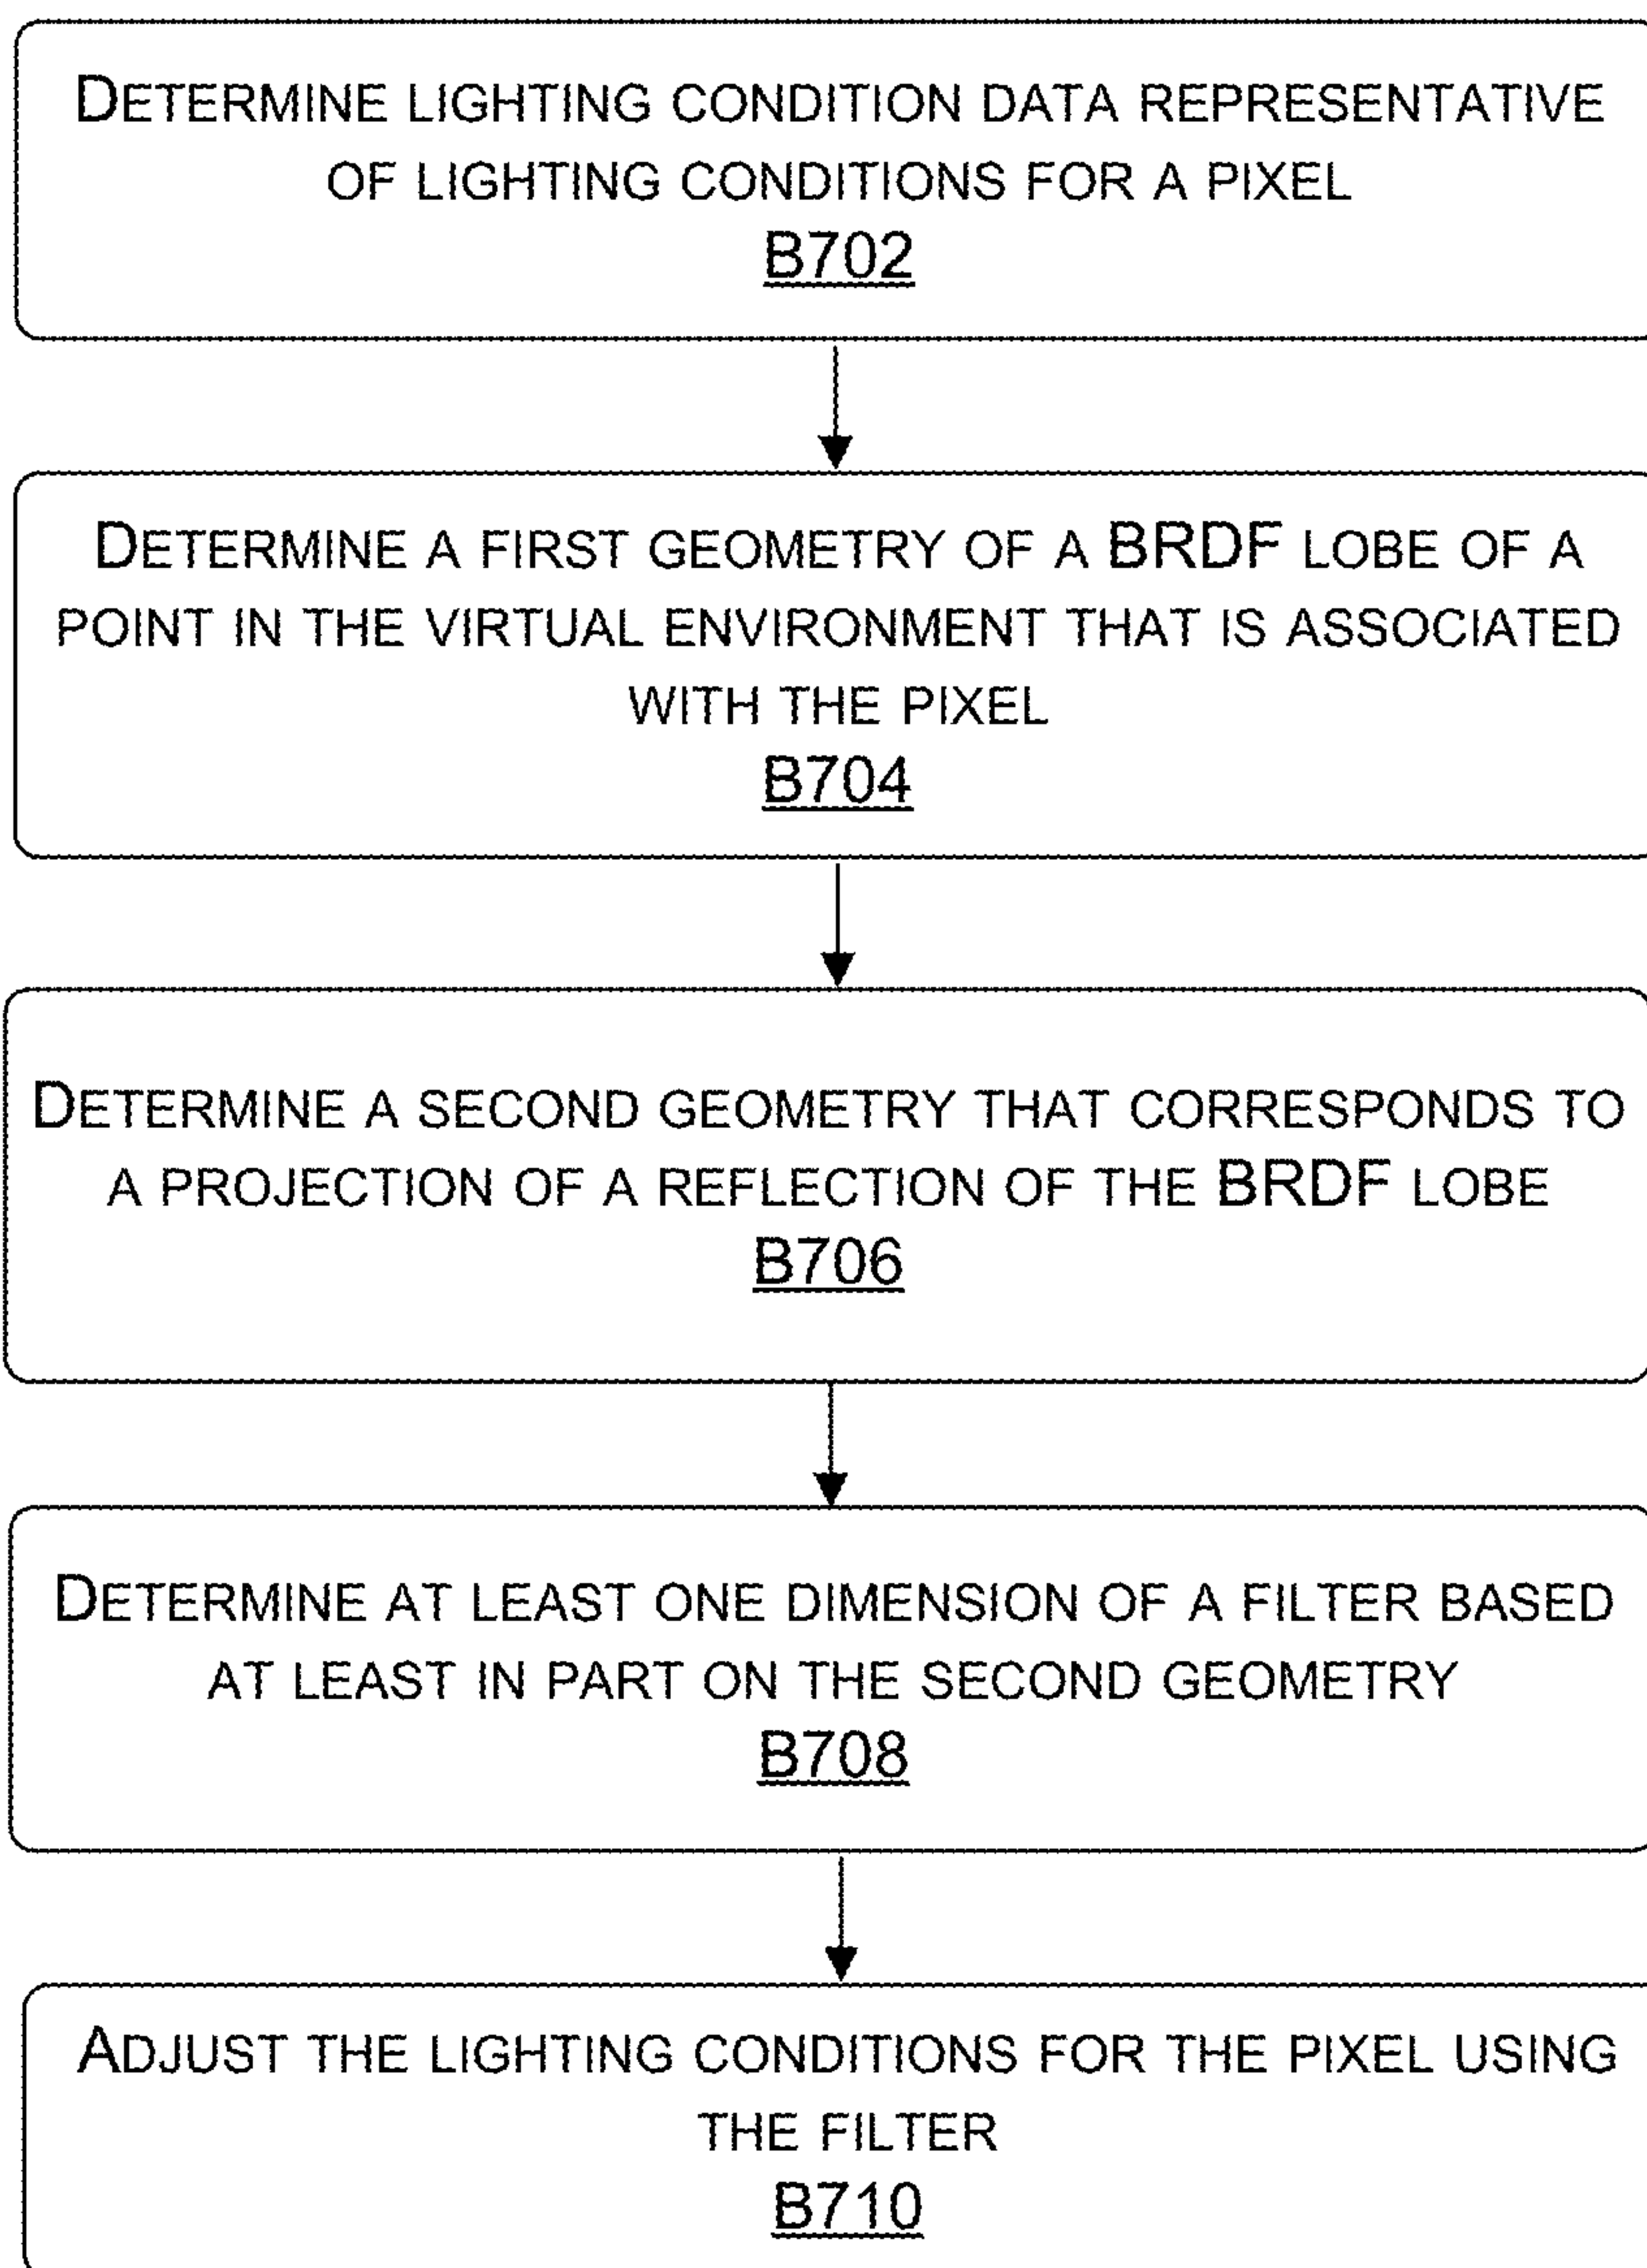 DETERMINE LIGHTING CONDITION DATA REPRESENTATIVE
OF LIGHTING CONDITIONS FOR A PIXEL
B702
DETERMINE A FIRST GEOMETRY OF A BRDF LOBE OF A
POINT IN THE VIRTUAL ENVIRONMENT THAT IS ASSOCIATED
WITH THE PIXEL
B704
DETERMINE A SECOND GEOMETRY THAT CORRESPONDS TO
A PROJECTION OF A REFLECTION OF THE BRDF LOBE
B706
DETERMINE AT LEAST ONE DIMENSION OF A FILTER BASED
AT LEAST IN PART ON THE SECOND GEOMETRY
B708
ADJUST THE LIGHTING CONDITIONS FOR THE PIXEL USING
THE FILTER
B710